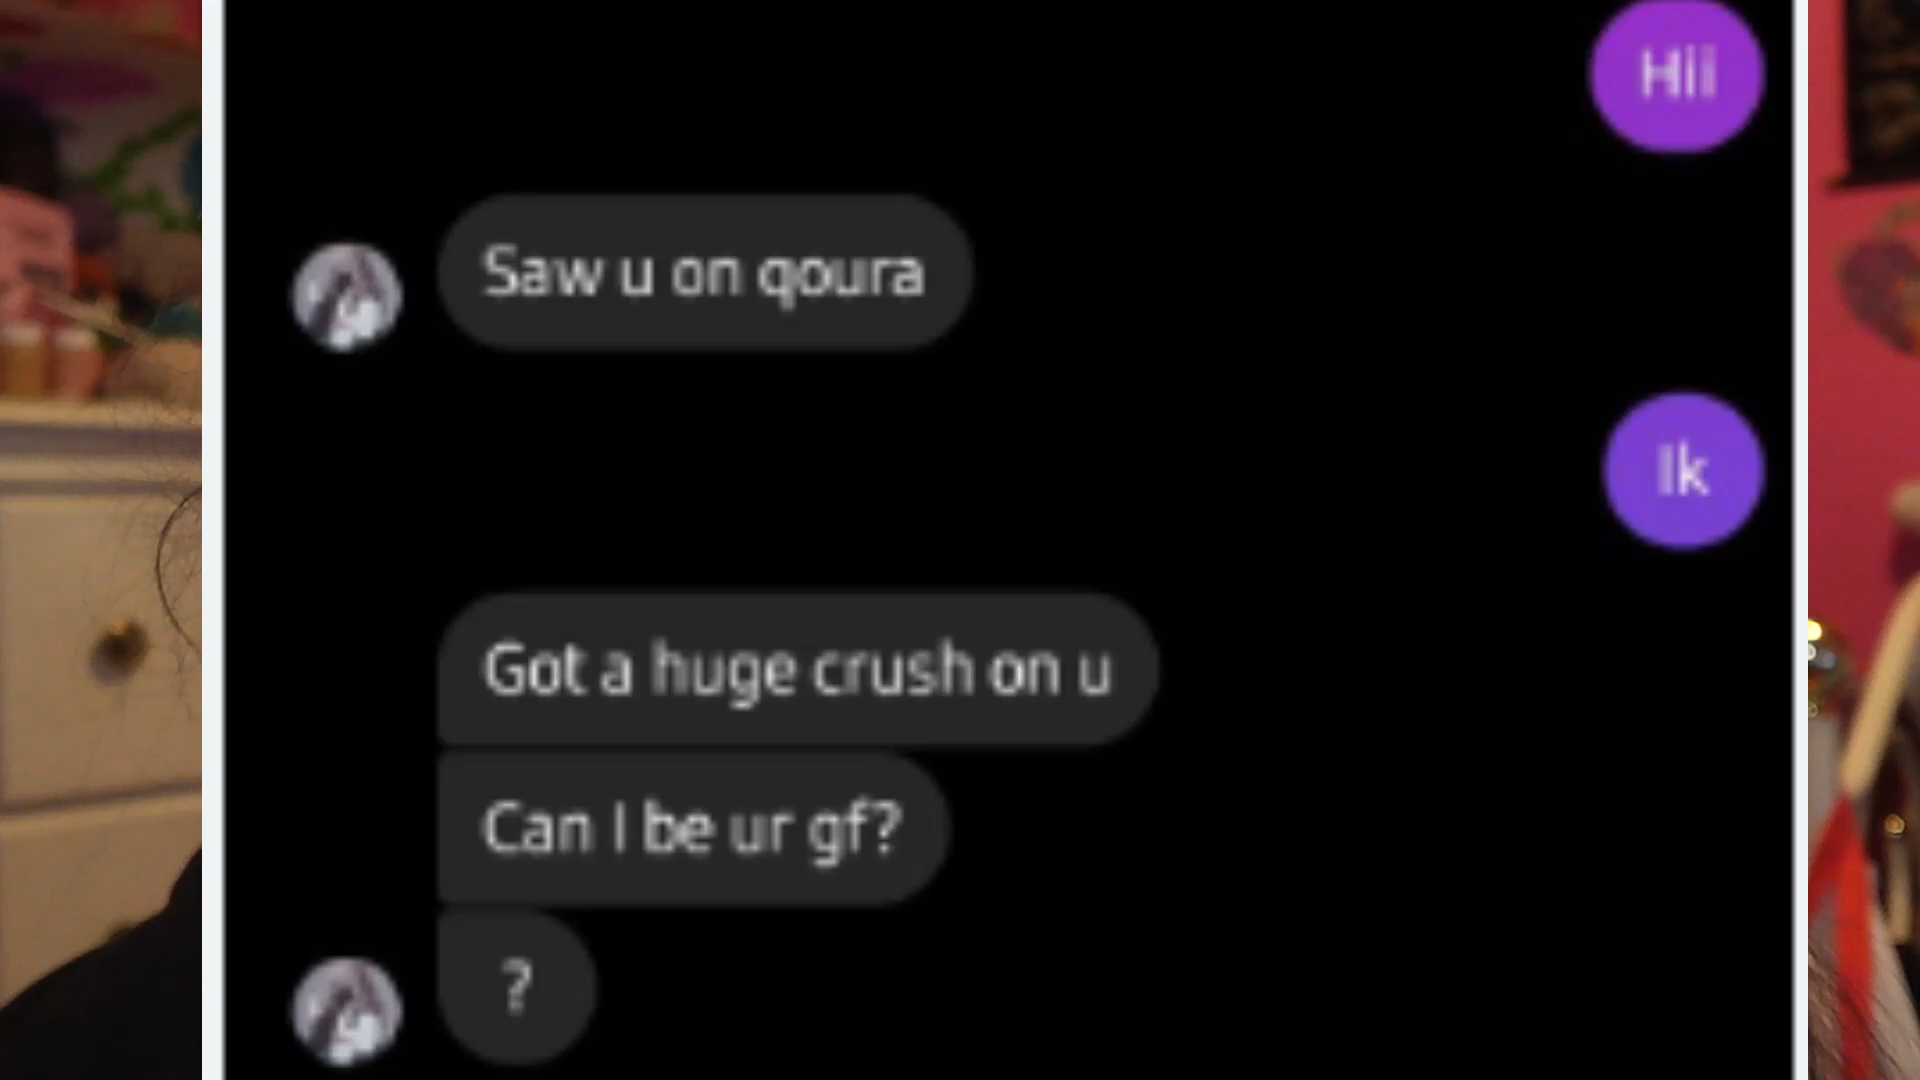 Hii
Saw u on qoura
Ik
Got a huge crush on u
Can I be ur gf?
?